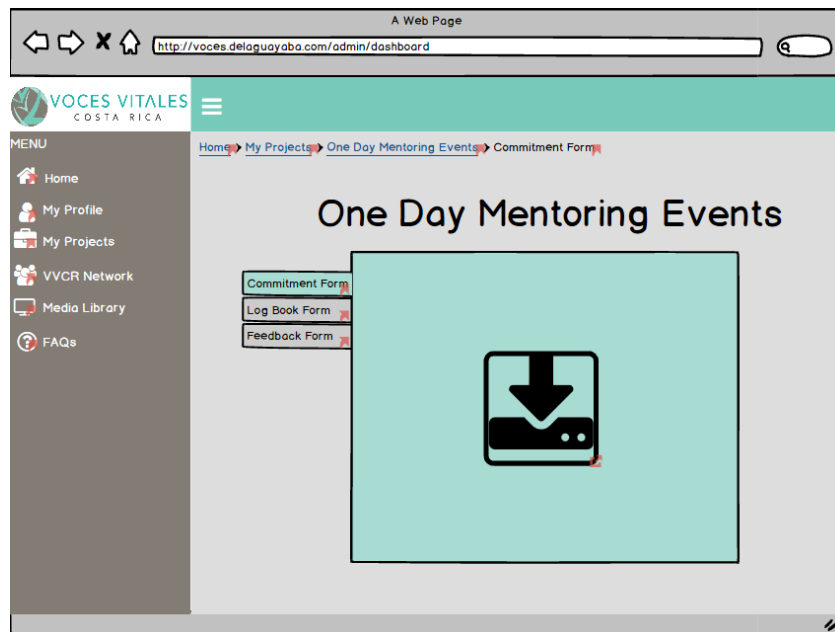 A Web Page
http://voces.delaguayaba.com/admin/dashboard
VOCES VITALES
COSTA RICA
MENU
Home
My Profile
My Projects
VVCR Network
Media Library
FAQs
Home My Projects One Day Mentoring Events Commitment Form
One Day Mentoring Events
Commitment Form
Log Book Form
Feedback Form